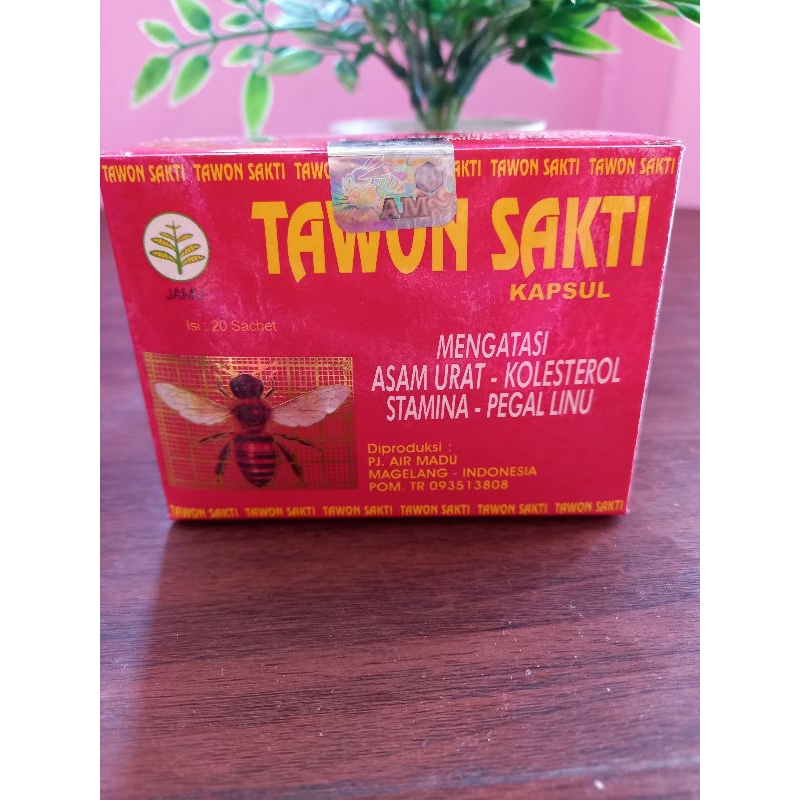 TAWON SAKTI TAWON SAKTI TAWON SAKTI TAWON SAKTI
AM
TAWON SAKTI
KAPSUL
JAMU
Isi : 20 Sachet
MENGATASI
ASAM URAT - KOLESTEROL
STAMINA - PEGAL LINU
Diproduksi :
PJ. AIR MADU
MAGELANG - INDONESIA
POM. TR 093513808
TAWON SAKTI TAWON SAKTI TAWON SAKTI TAWON SAKTI TAWON SAKTI TAWON SAKTI